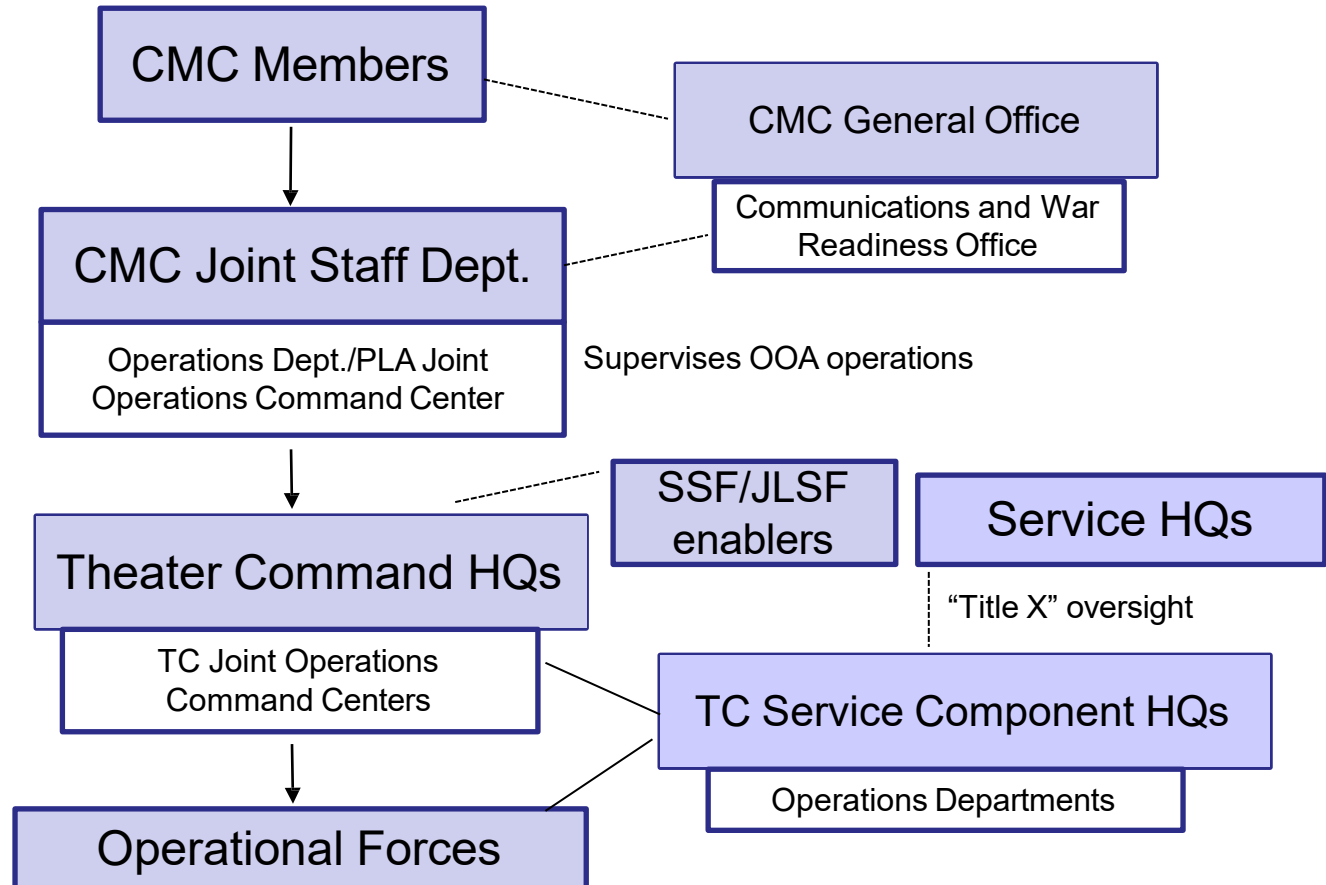 CMC Members
CMC General Office
Communications and War
Readiness Office
CMC Joint Staff Dept.
Operations Dept./PLA Joint
Operations Command Center
Supervises OOA operations
SSF/JLSF
enablers
Service HQs
Theater Command HQs
“Title X” oversight
TC Joint Operations
Command Centers
TC Service Component HQs
Operations Departments
Operational Forces